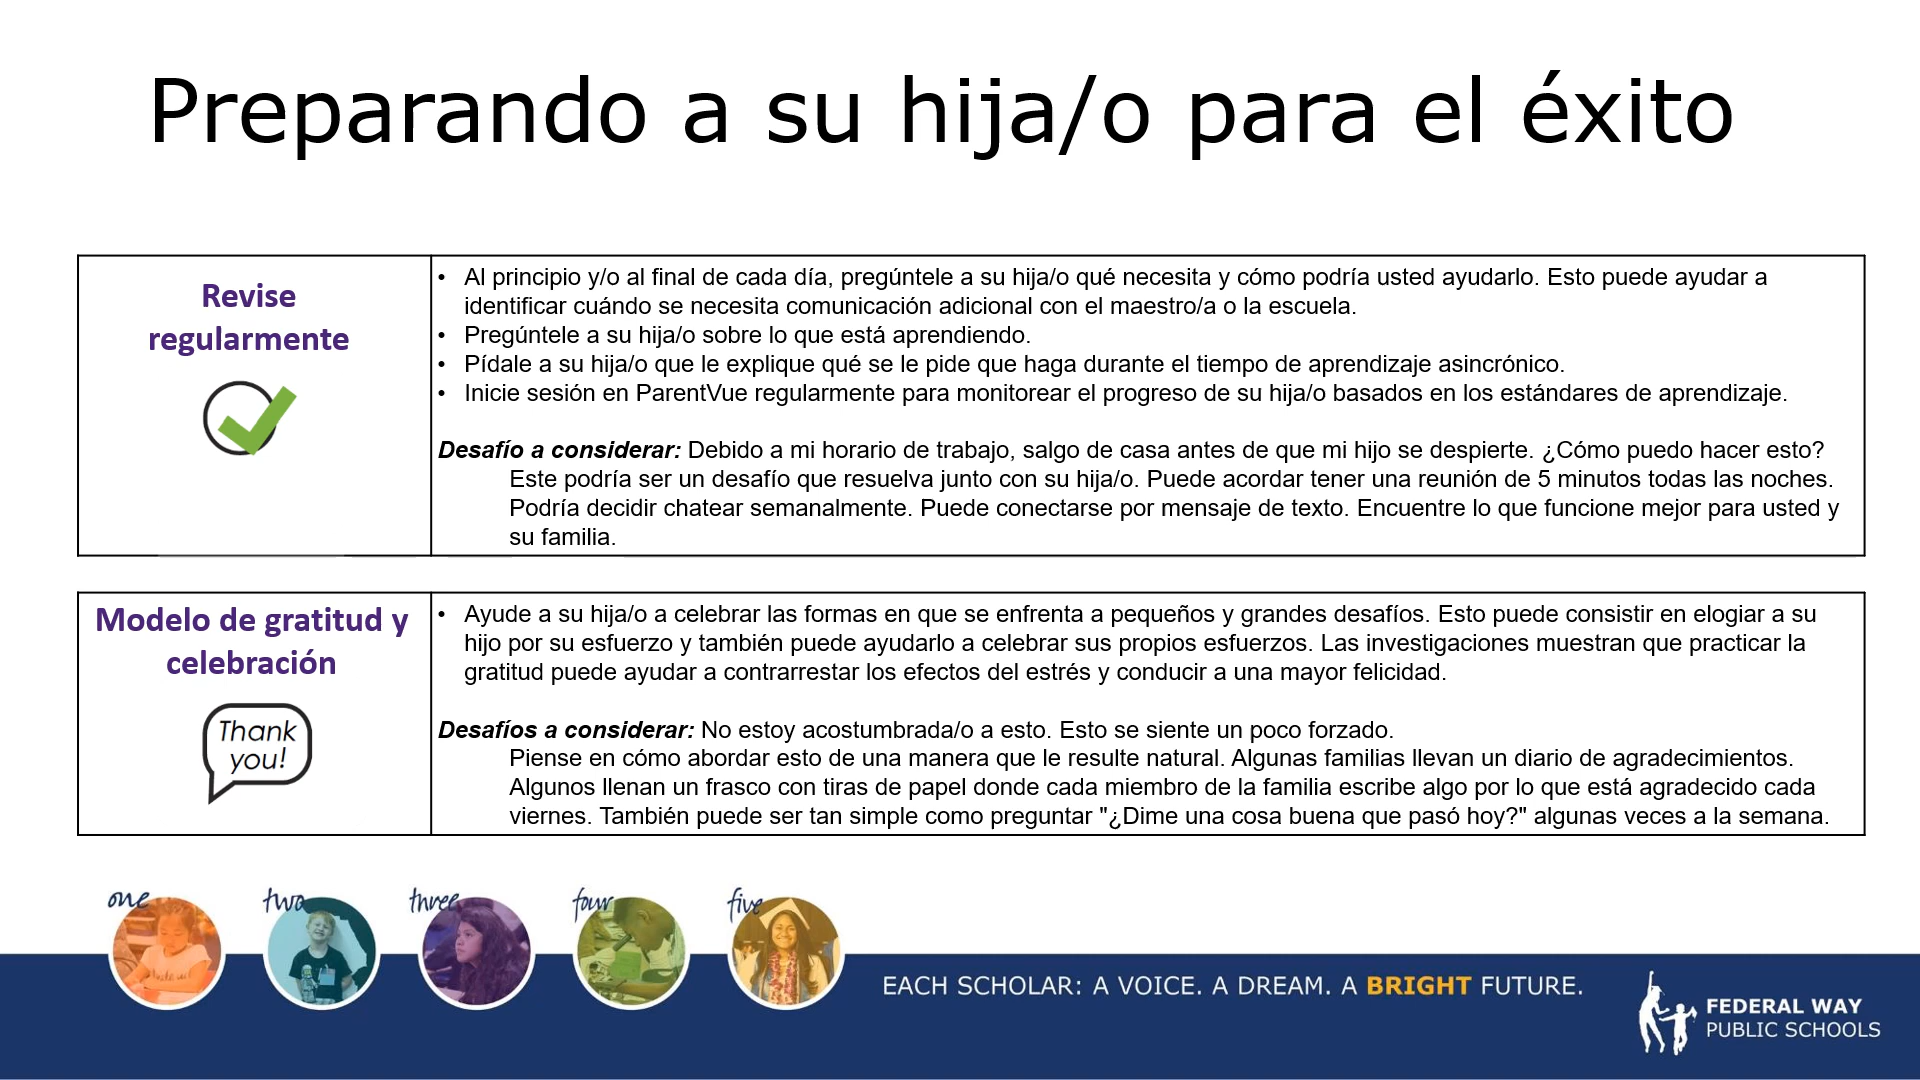 Preparando a su hija/o para el éxito
Revise
regularmente
• Al principio y/o al final de cada día, pregúntele a su hija/o qué necesita y cómo podría usted ayudarlo. Esto puede ayudar a
identificar cuándo se necesita comunicación adicional con el maestro/a o la escuela.
• Pregúntele a su hija/o sobre lo que está aprendiendo.
• Pídale a su hija/o que le explique qué se le pide que haga durante el tiempo de aprendizaje asincrónico.
• Inicie sesión en ParentVue regularmente para monitorear el progreso de su hija/o basados en los estándares de aprendizaje.
Desafío a considerar: Debido a mi horario de trabajo, salgo de casa antes de que mi hijo se despierte. ¿Cómo puedo hacer esto?
Este podría ser un desafío que resuelva junto con su hija/o. Puede acordar tener una reunión de 5 minutos todas las noches.
Podría decidir chatear semanalmente. Puede conectarse por mensaje de texto. Encuentre lo que funcione mejor para usted y
su familia.
Modelo de gratitud y
celebración
Thank
you!
• Ayude a su hija/o a celebrar las formas en que se enfrenta a pequeños y grandes desafíos. Esto puede consistir en elogiar a su
hijo por su esfuerzo y también puede ayudarlo a celebrar sus propios esfuerzos. Las investigaciones muestran que practicar la
gratitud puede ayudar a contrarrestar los efectos del estrés y conducir a una mayor felicidad.
Desafíos a considerar: No estoy acostumbrada/o a esto. Esto se siente un poco forzado.
Piense en cómo abordar esto de una manera que le resulte natural. Algunas familias llevan un diario de agradecimientos.
Algunos llenan un frasco con tiras de papel donde cada miembro de la familia escribe algo por lo que está agradecido cada
viernes. También puede ser tan simple como preguntar "¿Dime una cosa buena que pasó hoy?" algunas veces a la semana.
one two three four five
EACH SCHOLAR: A VOICE. A DREAM. A BRIGHT FUTURE.
FEDERAL WAY
PUBLIC SCHOOLS